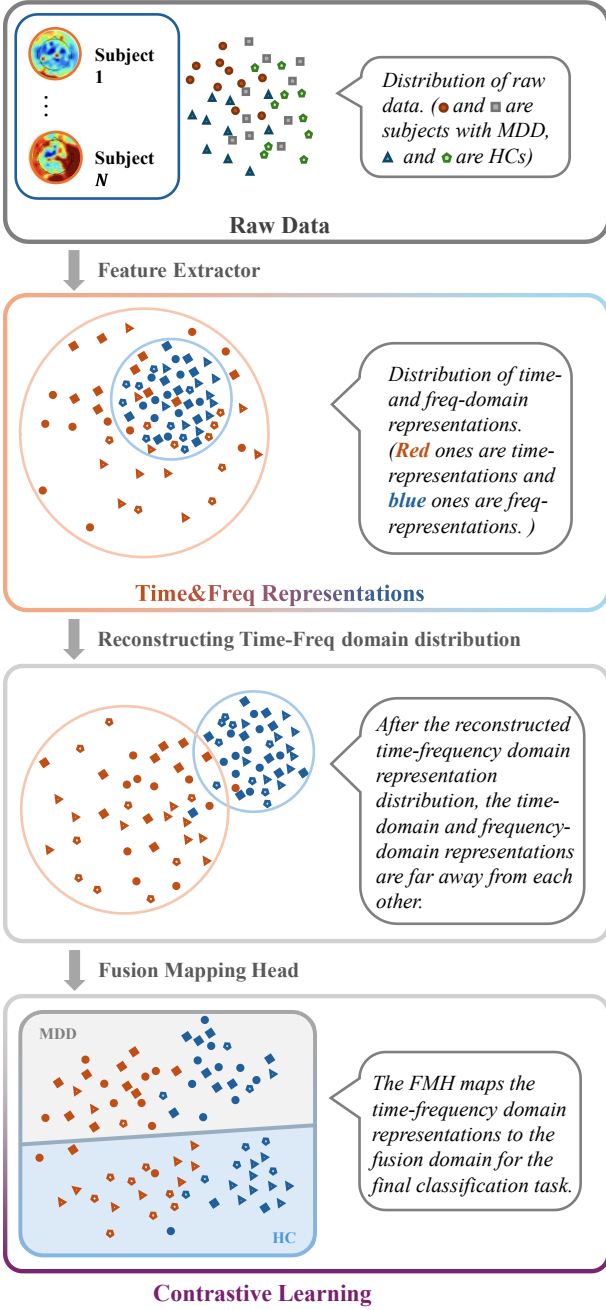 Subject
1
⋮
Subject
N
Distribution of raw
data. (● and ■ are
subjects with MDD,
▲ and ⬟ are HCs)
Raw Data
Feature Extractor
Distribution of time-
and freq-domain
representations.
(Red ones are time-
representations and
blue ones are freq-
representations. )
Time&Freq Representations
Reconstructing Time-Freq domain distribution
After the reconstructed
time-frequency domain
representation
distribution, the time-
domain and frequency-
domain representations
are far away from each
other.
Fusion Mapping Head
MDD
The FMH maps the
time-frequency domain
representations to the
fusion domain for the
final classification task.
HC
Contrastive Learning